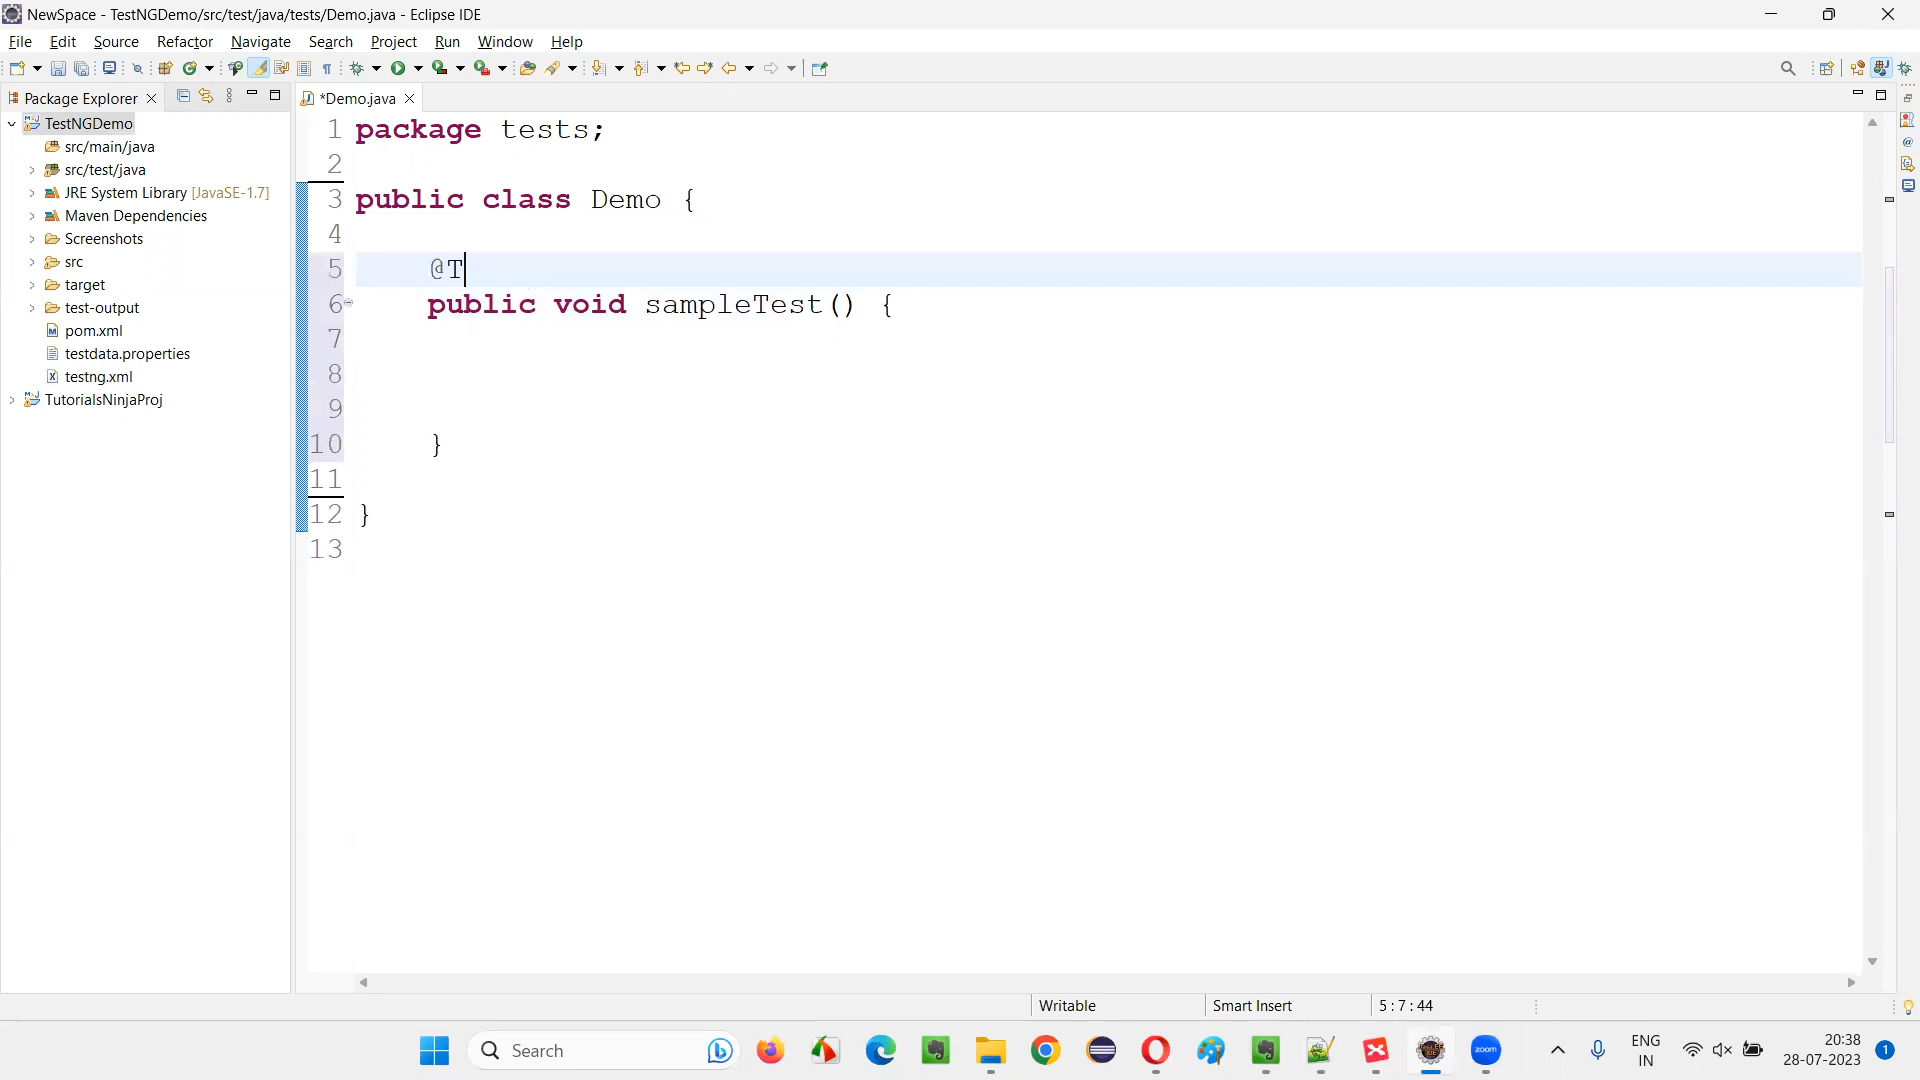 NewSpace - TestNGDemo/src/test/java/tests/Demo.java - Eclipse IDE
File Edit Source Refactor Navigate Search Project Run Window Help
Package Explorer
*Demo.java
TestNGDemo
src/main/java
src/test/java
JRE System Library [JavaSE-1.7]
Maven Dependencies
Screenshots
src
target
test-output
pom.xml
testdata.properties
testng.xml
TutorialsNinjaProj
1 package tests;
2
3 public class Demo {
4
5 @T
6 public void sampleTest() {
7
8
9
10 }
11
12 }
13
Writable Smart Insert 5 : 7 : 44
Search
zoom
ENG
IN
20:38
28-07-2023
1